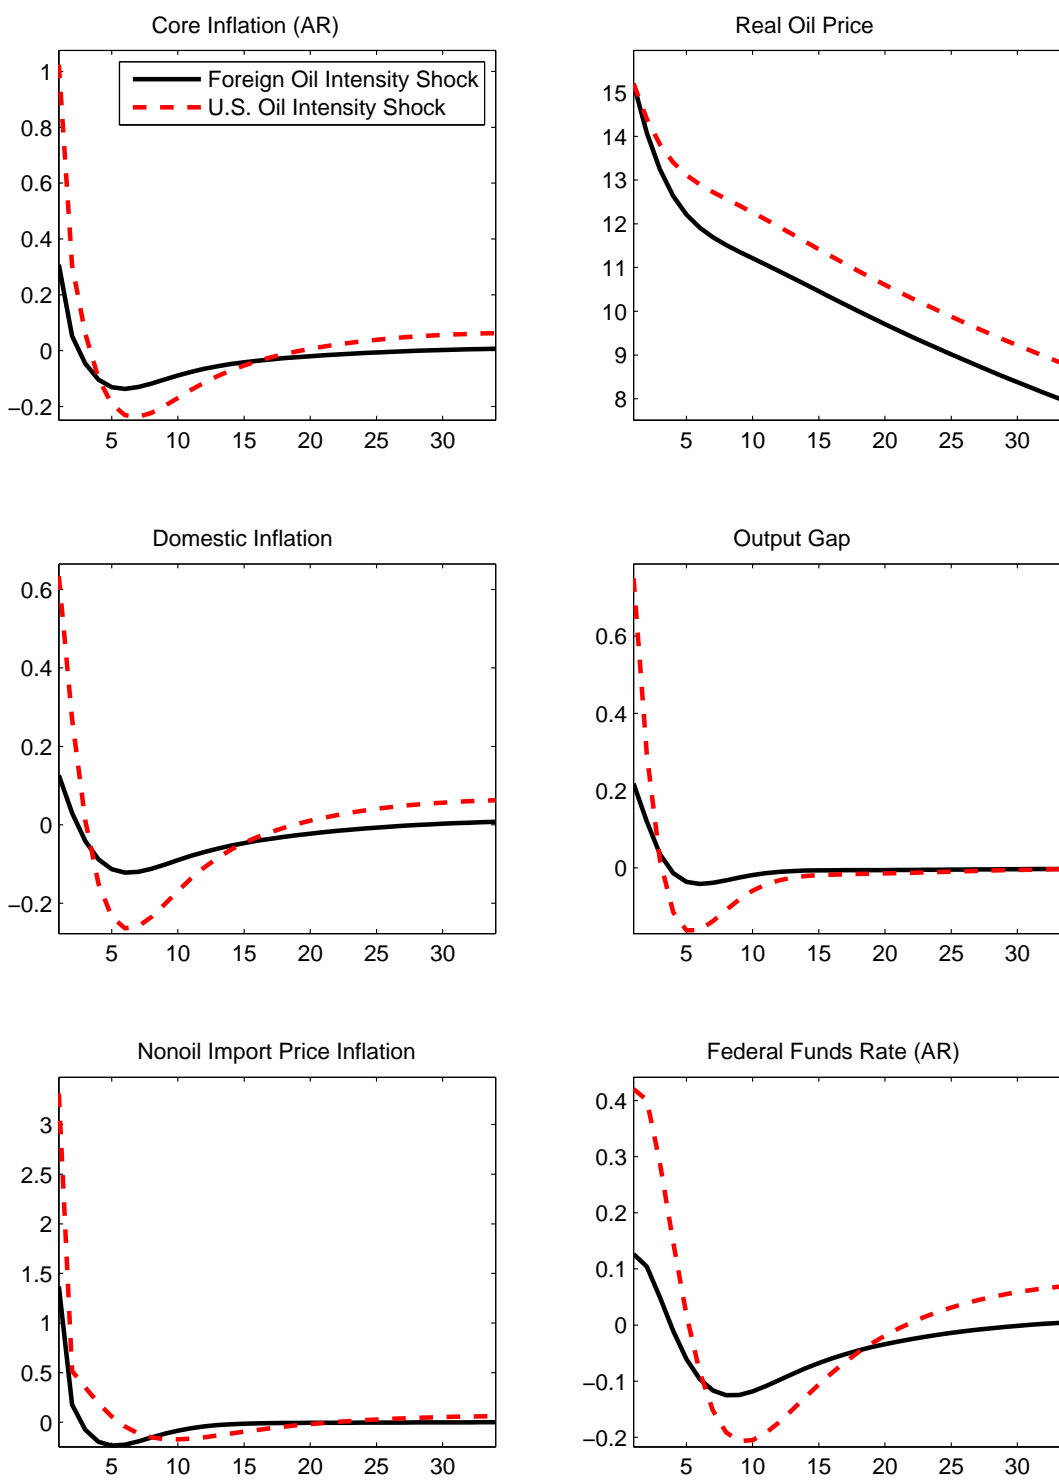 Core Inflation (AR)
Real Oil Price
1
0.8
0.6
0.4
0.2
0
−0.2
Foreign Oil Intensity Shock
U.S. Oil Intensity Shock
5 10 15 20 25 30
15
14
13
12
11
10
9
8
5 10 15 20 25 30
Domestic Inflation
Output Gap
0.6
0.4
0.2
0
−0.2
5 10 15 20 25 30
0.6
0.4
0.2
0
5 10 15 20 25 30
Nonoil Import Price Inflation
Federal Funds Rate (AR)
3
2.5
2
1.5
1
0.5
0
5 10 15 20 25 30
0.4
0.3
0.2
0.1
0
−0.1
−0.2
5 10 15 20 25 30